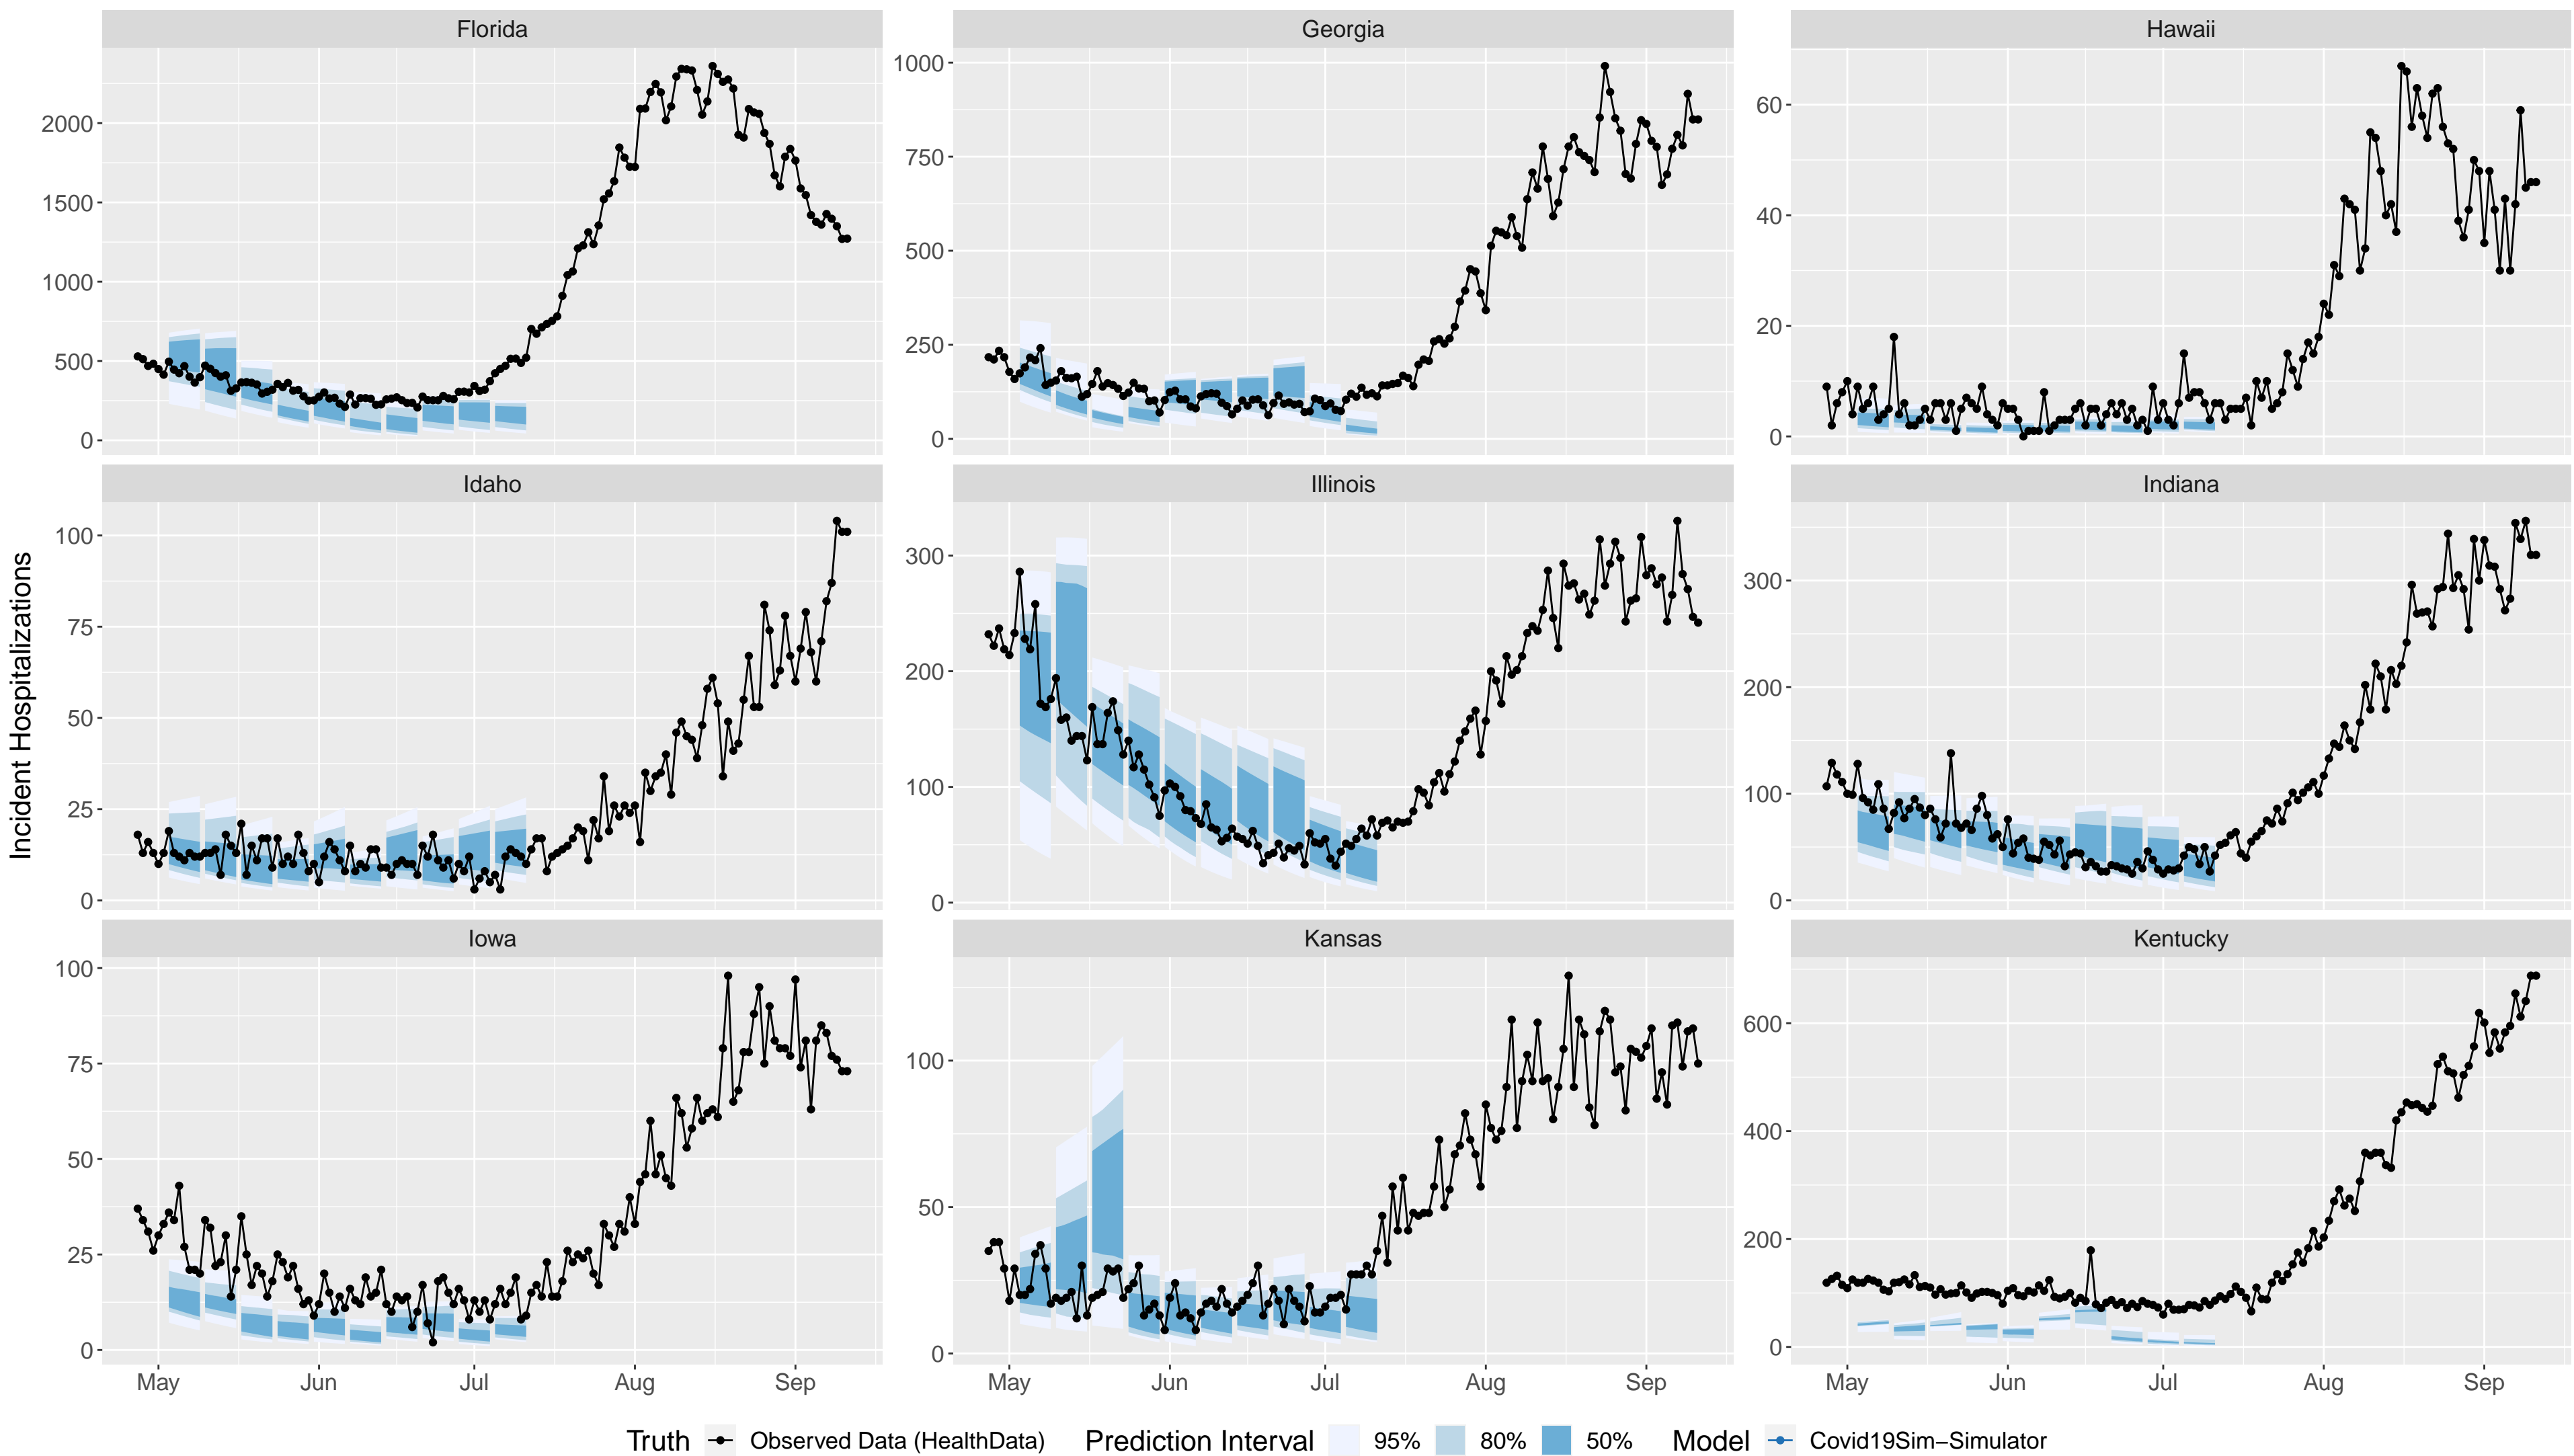 Florida
Georgia
Hawaii
2000
1500
1000
500
0
1000
750
500
250
0
60
40
20
0
Idaho
Illinois
Indiana
Incident Hospitalizations
100
75
50
25
0
300
200
100
0
300
200
100
0
Iowa
Kansas
Kentucky
100
75
50
25
0
100
50
0
600
400
200
0
May Jun Jul Aug Sep
May Jun Jul Aug Sep
May Jun Jul Aug Sep
Truth Observed Data (HealthData) Prediction Interval 95% 80% 50% Model Covid19Sim−Simulator